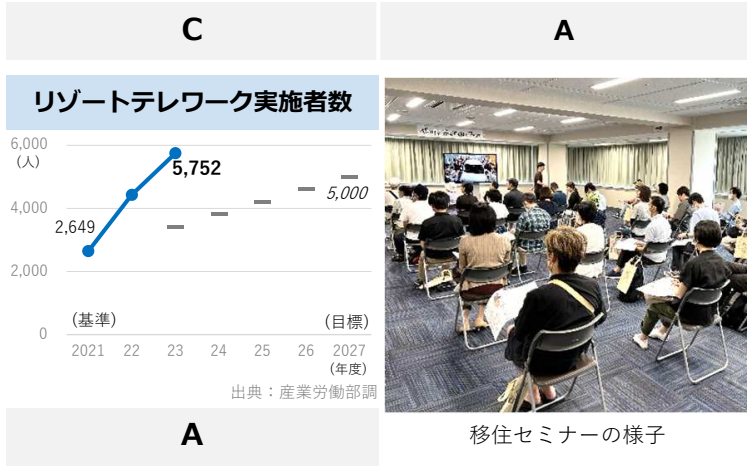 C
A
リゾートテレワーク実施者数
6,000
(人)
5,752
5,000
4,000
2,649
2,000
0
(基準)
(目標)
2021 22 23 24 25 26 2027
(年度)
出典：産業労働部調
A
移住セミナーの様子